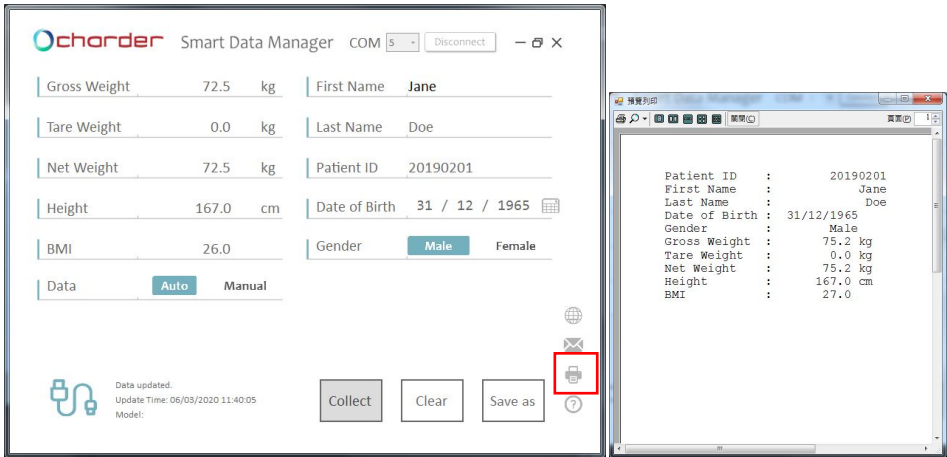 charder Smart Data Manager COM 5 Disconnect
Gross Weight 72.5 kg First Name Jane
Tare Weight 0.0 kg Last Name Doe
Net Weight 72.5 kg Patient ID 20190201
Height 167.0 cm Date of Birth 31 / 12 / 1965
BMI 26.0 Gender Male Female
Data Auto Manual
Data updated.
Update Time: 06/03/2020 11:40:05
Model:
Collect Clear Save as
預覽列印
關閉(C) 頁面(P) 1
Patient ID : 20190201
First Name : Jane
Last Name : Doe
Date of Birth : 31/12/1965
Gender : Male
Gross Weight : 75.2 kg
Tare Weight : 0.0 kg
Net Weight : 75.2 kg
Height : 167.0 cm
BMI : 27.0